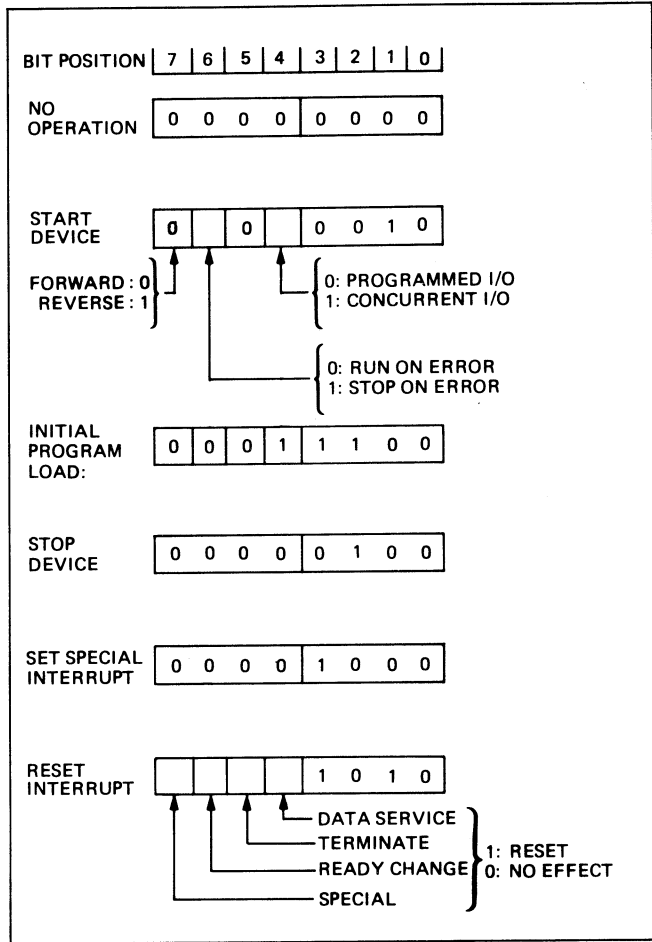 BIT POSITION 7 6 5 4 3 2 1 0
NO
OPERATION
0 0 0 0 0 0 0 0
START
DEVICE
0 0 0 0 1 0
FORWARD : 0
REVERSE : 1
0: PROGRAMMED I/O
1: CONCURRENT I/O
0: RUN ON ERROR
1: STOP ON ERROR
INITIAL
PROGRAM
LOAD:
0 0 0 1 1 1 0 0
STOP
DEVICE
0 0 0 0 0 1 0 0
SET SPECIAL
INTERRUPT
0 0 0 0 1 0 0 0
RESET
INTERRUPT
1 0 1 0
DATA SERVICE
TERMINATE
READY CHANGE
SPECIAL
1: RESET
0: NO EFFECT